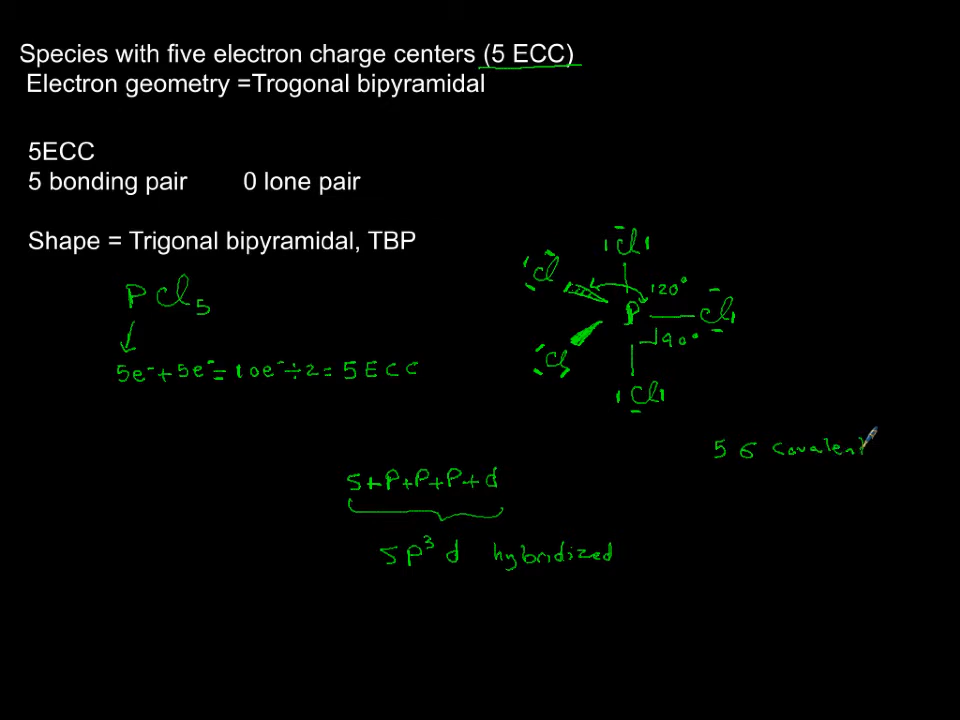 Species with five electron charge centers (5 ECC)
Electron geometry =Trogonal bipyramidal
5ECC
5 bonding pair 0 lone pair
Shape = Trigonal bipyramidal, TBP
PCl5
5e⁻+5e⁻=10e⁻÷2=5ECC
Cl
Cl
120°
P
Cl
90°
Cl
Cl
5 σ covalent
S+P+P+P+d
SP³d hybridized